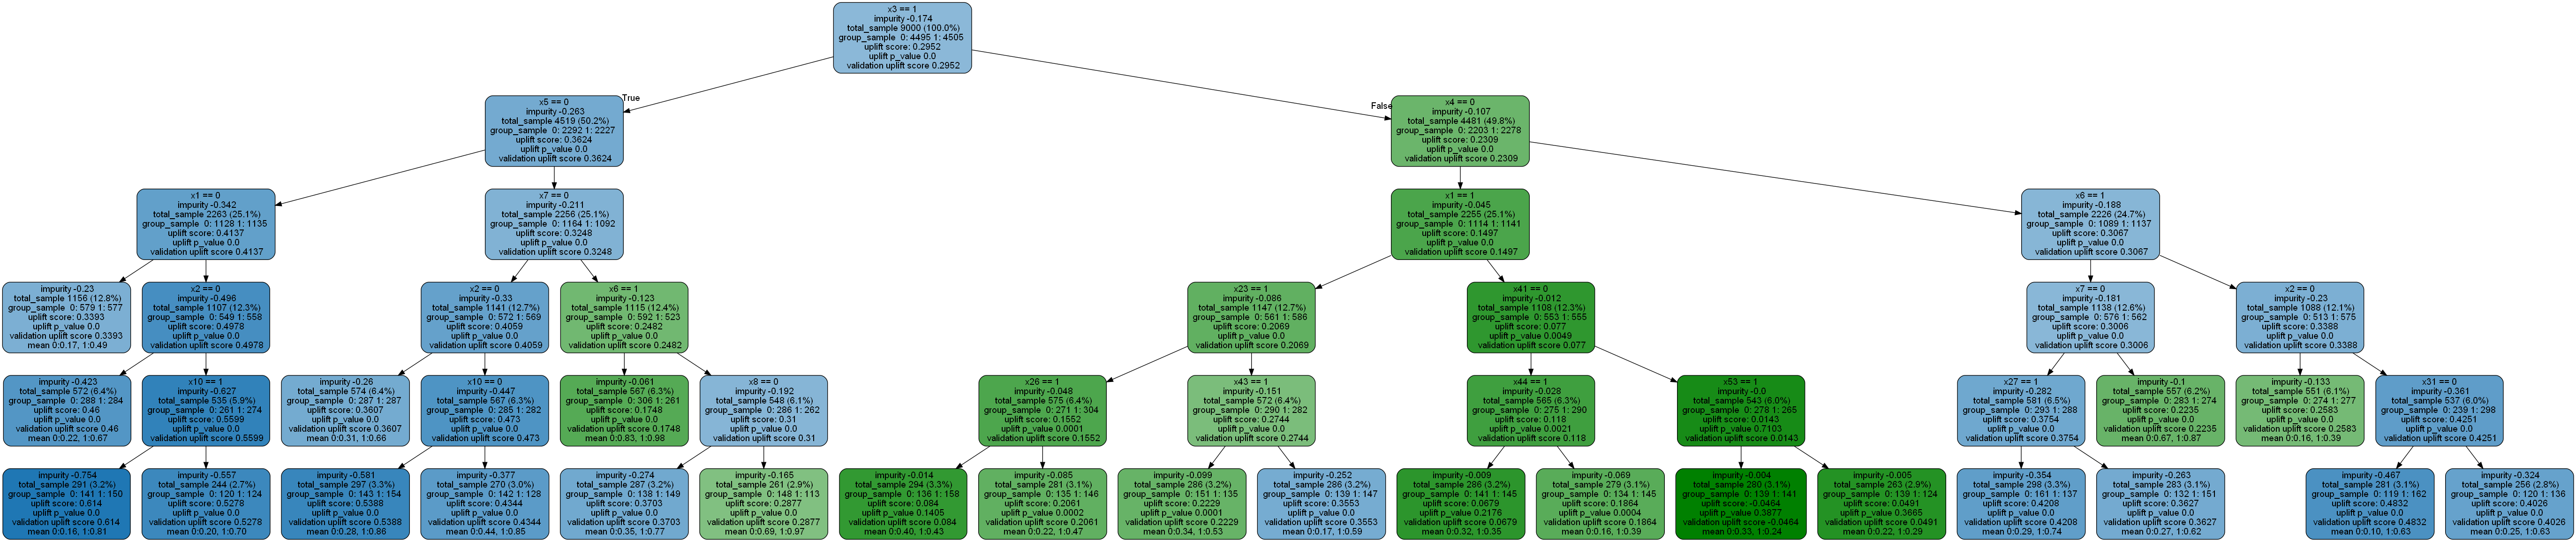 x3 == 1
impurity -0.174
total_sample 9000 (100.0%)
group_sample 0: 4495 1: 4505
uplift score: 0.2952
uplift p_value 0.0
validation uplift score 0.2952
True
False
x5 == 0
impurity -0.263
total_sample 4519 (50.2%)
group_sample 0: 2292 1: 2227
uplift score: 0.3624
uplift p_value 0.0
validation uplift score 0.3624
x4 == 0
impurity -0.107
total_sample 4481 (49.8%)
group_sample 0: 2203 1: 2278
uplift score: 0.2309
uplift p_value 0.0
validation uplift score 0.2309
x1 == 0
impurity -0.342
total_sample 2263 (25.1%)
group_sample 0: 1128 1: 1135
uplift score: 0.4137
uplift p_value 0.0
validation uplift score 0.4137
x7 == 0
impurity -0.211
total_sample 2256 (25.1%)
group_sample 0: 1164 1: 1092
uplift score: 0.3248
uplift p_value 0.0
validation uplift score 0.3248
x1 == 1
impurity -0.045
total_sample 2255 (25.1%)
group_sample 0: 1114 1: 1141
uplift score: 0.1497
uplift p_value 0.0
validation uplift score 0.1497
x6 == 1
impurity -0.188
total_sample 2226 (24.7%)
group_sample 0: 1089 1: 1137
uplift score: 0.3067
uplift p_value 0.0
validation uplift score 0.3067
impurity -0.23
total_sample 1156 (12.8%)
group_sample 0: 579 1: 577
uplift score: 0.3393
uplift p_value 0.0
validation uplift score 0.3393
mean 0:0.17, 1:0.49
x2 == 0
impurity -0.496
total_sample 1107 (12.3%)
group_sample 0: 549 1: 558
uplift score: 0.4978
uplift p_value 0.0
validation uplift score 0.4978
x2 == 0
impurity -0.33
total_sample 1141 (12.7%)
group_sample 0: 572 1: 569
uplift score: 0.4059
uplift p_value 0.0
validation uplift score 0.4059
x6 == 1
impurity -0.123
total_sample 1115 (12.4%)
group_sample 0: 592 1: 523
uplift score: 0.2482
uplift p_value 0.0
validation uplift score 0.2482
x23 == 1
impurity -0.086
total_sample 1147 (12.7%)
group_sample 0: 561 1: 586
uplift score: 0.2069
uplift p_value 0.0
validation uplift score 0.2069
x41 == 0
impurity -0.012
total_sample 1108 (12.3%)
group_sample 0: 553 1: 555
uplift score: 0.077
uplift p_value 0.0049
validation uplift score 0.077
x7 == 0
impurity -0.181
total_sample 1138 (12.6%)
group_sample 0: 576 1: 562
uplift score: 0.3006
uplift p_value 0.0
validation uplift score 0.3006
x2 == 0
impurity -0.23
total_sample 1088 (12.1%)
group_sample 0: 513 1: 575
uplift score: 0.3388
uplift p_value 0.0
validation uplift score 0.3388
impurity -0.423
total_sample 572 (6.4%)
group_sample 0: 288 1: 284
uplift score: 0.46
uplift p_value 0.0
validation uplift score 0.46
mean 0:0.22, 1:0.67
x10 == 1
impurity -0.627
total_sample 535 (5.9%)
group_sample 0: 261 1: 274
uplift score: 0.5599
uplift p_value 0.0
validation uplift score 0.5599
impurity -0.26
total_sample 574 (6.4%)
group_sample 0: 287 1: 287
uplift score: 0.3607
uplift p_value 0.0
validation uplift score 0.3607
mean 0:0.31, 1:0.66
x10 == 0
impurity -0.447
total_sample 567 (6.3%)
group_sample 0: 285 1: 282
uplift score: 0.473
uplift p_value 0.0
validation uplift score 0.473
impurity -0.061
total_sample 567 (6.3%)
group_sample 0: 306 1: 261
uplift score: 0.1748
uplift p_value 0.0
validation uplift score 0.1748
mean 0:0.83, 1:0.98
x8 == 0
impurity -0.192
total_sample 548 (6.1%)
group_sample 0: 286 1: 262
uplift score: 0.31
uplift p_value 0.0
validation uplift score 0.31
x26 == 1
impurity -0.048
total_sample 575 (6.4%)
group_sample 0: 271 1: 304
uplift score: 0.1552
uplift p_value 0.0001
validation uplift score 0.1552
x43 == 1
impurity -0.151
total_sample 572 (6.4%)
group_sample 0: 290 1: 282
uplift score: 0.2744
uplift p_value 0.0
validation uplift score 0.2744
x44 == 1
impurity -0.028
total_sample 565 (6.3%)
group_sample 0: 275 1: 290
uplift score: 0.118
uplift p_value 0.0021
validation uplift score 0.118
x53 == 1
impurity -0.0
total_sample 543 (6.0%)
group_sample 0: 278 1: 265
uplift score: 0.0143
uplift p_value 0.7103
validation uplift score 0.0143
x27 == 1
impurity -0.282
total_sample 581 (6.5%)
group_sample 0: 293 1: 288
uplift score: 0.3754
uplift p_value 0.0
validation uplift score 0.3754
impurity -0.1
total_sample 557 (6.2%)
group_sample 0: 283 1: 274
uplift score: 0.2235
uplift p_value 0.0
validation uplift score 0.2235
mean 0:0.67, 1:0.87
impurity -0.133
total_sample 551 (6.1%)
group_sample 0: 274 1: 277
uplift score: 0.2583
uplift p_value 0.0
validation uplift score 0.2583
mean 0:0.16, 1:0.39
x31 == 0
impurity -0.361
total_sample 537 (6.0%)
group_sample 0: 239 1: 298
uplift score: 0.4251
uplift p_value 0.0
validation uplift score 0.4251
impurity -0.754
total_sample 291 (3.2%)
group_sample 0: 141 1: 150
uplift score: 0.614
uplift p_value 0.0
validation uplift score 0.614
mean 0:0.16, 1:0.81
impurity -0.557
total_sample 244 (2.7%)
group_sample 0: 120 1: 124
uplift score: 0.5278
uplift p_value 0.0
validation uplift score 0.5278
mean 0:0.20, 1:0.70
impurity -0.581
total_sample 297 (3.3%)
group_sample 0: 143 1: 154
uplift score: 0.5388
uplift p_value 0.0
validation uplift score 0.5388
mean 0:0.28, 1:0.86
impurity -0.377
total_sample 270 (3.0%)
group_sample 0: 142 1: 128
uplift score: 0.4344
uplift p_value 0.0
validation uplift score 0.4344
mean 0:0.44, 1:0.85
impurity -0.274
total_sample 287 (3.2%)
group_sample 0: 138 1: 149
uplift score: 0.3703
uplift p_value 0.0
validation uplift score 0.3703
mean 0:0.35, 1:0.77
impurity -0.165
total_sample 261 (2.9%)
group_sample 0: 148 1: 113
uplift score: 0.2877
uplift p_value 0.0
validation uplift score 0.2877
mean 0:0.69, 1:0.97
impurity -0.014
total_sample 294 (3.3%)
group_sample 0: 136 1: 158
uplift score: 0.084
uplift p_value 0.1405
validation uplift score 0.084
mean 0:0.40, 1:0.43
impurity -0.085
total_sample 281 (3.1%)
group_sample 0: 135 1: 146
uplift score: 0.2061
uplift p_value 0.0002
validation uplift score 0.2061
mean 0:0.22, 1:0.47
impurity -0.099
total_sample 286 (3.2%)
group_sample 0: 151 1: 135
uplift score: 0.2229
uplift p_value 0.0001
validation uplift score 0.2229
mean 0:0.34, 1:0.53
impurity -0.252
total_sample 286 (3.2%)
group_sample 0: 139 1: 147
uplift score: 0.3553
uplift p_value 0.0
validation uplift score 0.3553
mean 0:0.17, 1:0.59
impurity -0.009
total_sample 286 (3.2%)
group_sample 0: 141 1: 145
uplift score: 0.0679
uplift p_value 0.2176
validation uplift score 0.0679
mean 0:0.32, 1:0.35
impurity -0.069
total_sample 279 (3.1%)
group_sample 0: 134 1: 145
uplift score: 0.1864
uplift p_value 0.0004
validation uplift score 0.1864
mean 0:0.16, 1:0.39
impurity -0.004
total_sample 280 (3.1%)
group_sample 0: 139 1: 141
uplift score: -0.0464
uplift p_value 0.3877
validation uplift score -0.0464
mean 0:0.33, 1:0.24
impurity -0.005
total_sample 263 (2.9%)
group_sample 0: 139 1: 124
uplift score: 0.0491
uplift p_value 0.3665
validation uplift score 0.0491
mean 0:0.22, 1:0.29
impurity -0.354
total_sample 298 (3.3%)
group_sample 0: 161 1: 137
uplift score: 0.4208
uplift p_value 0.0
validation uplift score 0.4208
mean 0:0.29, 1:0.74
impurity -0.263
total_sample 283 (3.1%)
group_sample 0: 132 1: 151
uplift score: 0.3627
uplift p_value 0.0
validation uplift score 0.3627
mean 0:0.27, 1:0.62
impurity -0.467
total_sample 281 (3.1%)
group_sample 0: 119 1: 162
uplift score: 0.4832
uplift p_value 0.0
validation uplift score 0.4832
mean 0:0.10, 1:0.63
impurity -0.324
total_sample 256 (2.8%)
group_sample 0: 120 1: 136
uplift score: 0.4026
uplift p_value 0.0
validation uplift score 0.4026
mean 0:0.25, 1:0.63